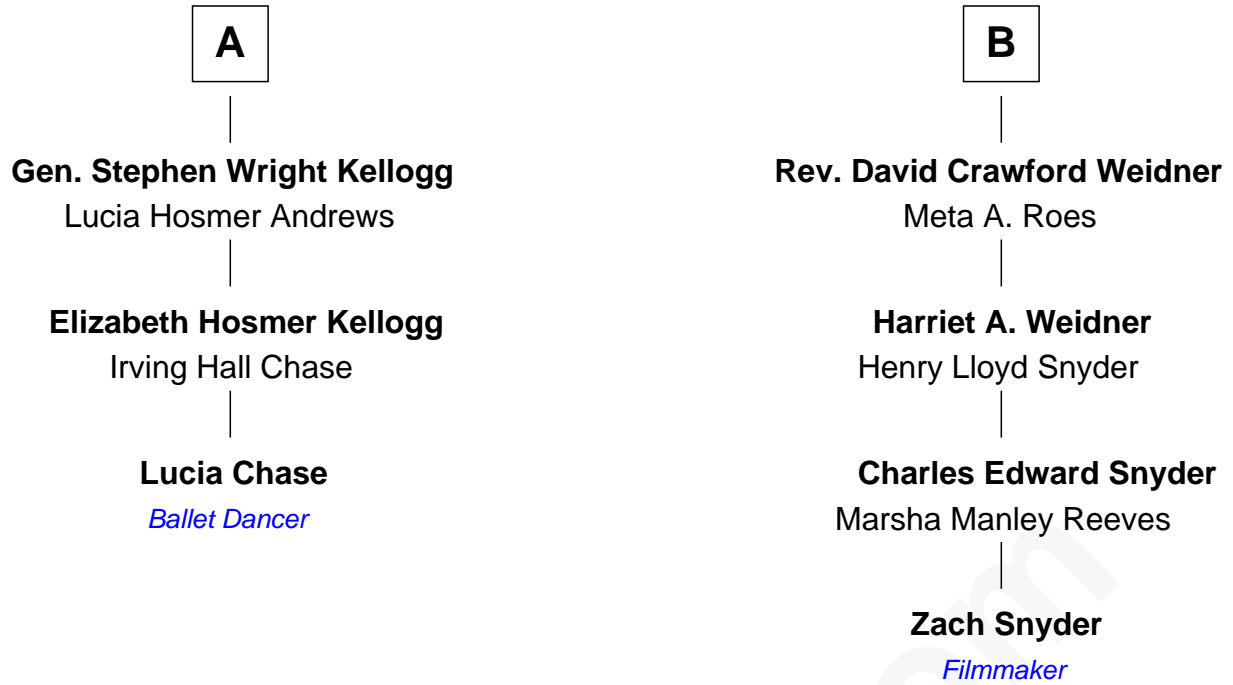 A
Gen. Stephen Wright Kellogg
Lucia Hosmer Andrews
Elizabeth Hosmer Kellogg
Irving Hall Chase
Lucia Chase
Ballet Dancer
B
Rev. David Crawford Weidner
Meta A. Roes
Harriet A. Weidner
Henry Lloyd Snyder
Charles Edward Snyder
Marsha Manley Reeves
Zach Snyder
Filmmaker